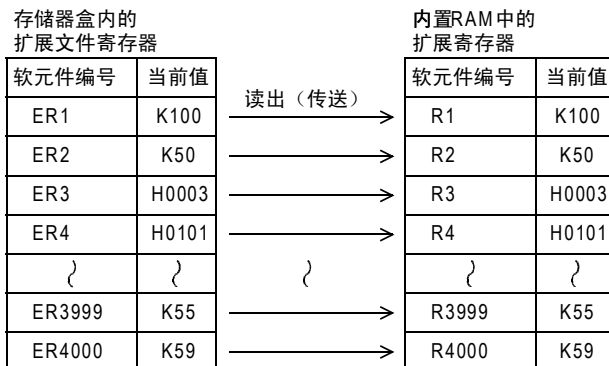 存储器盒内的
扩展文件寄存器
内置RAM中的
扩展寄存器
软元件编号 当前值
软元件编号 当前值
读出（传送）
ER1 K100 R1 K100
ER2 K50 R2 K50
ER3 H0003 R3 H0003
ER4 H0101 R4 H0101
ER3999 K55 R3999 K55
ER4000 K59 R4000 K59